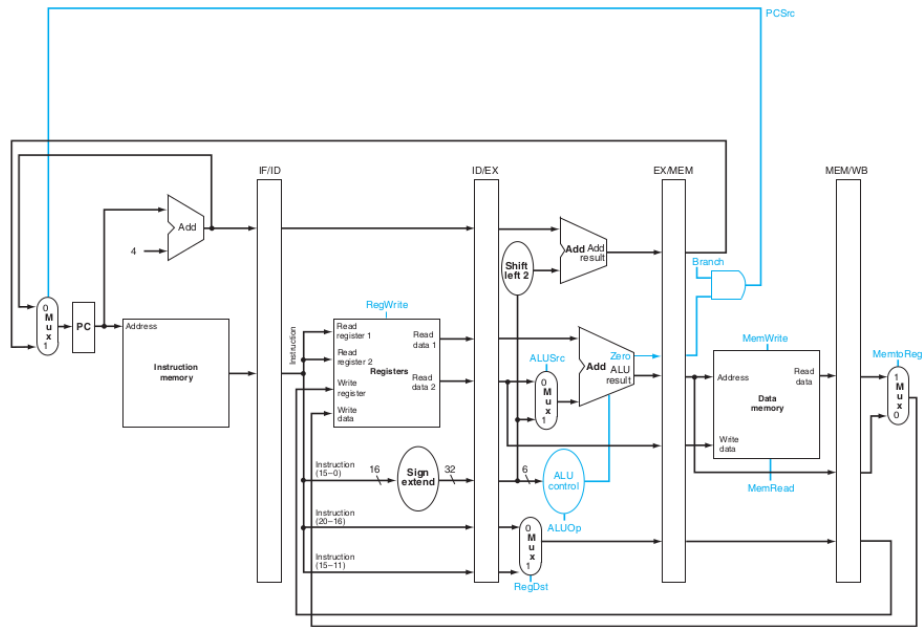 PCSrc
IF/ID
ID/EX
EX/MEM
MEM/WB
Add
4
Shift
left 2
Add
Add
result
Branch
0
M
u
x
1
PC
Address
Instruction
memory
Instruction
RegWrite
Read
register 1
Read
data 1
Read
register 2
Registers
Read
data 2
Write
register
Write
data
ALUSrc
0
M
u
x
1
Zero
Add
ALU
result
MemWrite
Address
Read
data
Data
memory
Write
data
MemRead
MemtoReg
1
M
u
x
0
Instruction
(15–0)
16
Sign
extend
32
6
ALU
control
ALUOp
Instruction
(20–16)
Instruction
(15–11)
0
M
u
x
1
RegDst